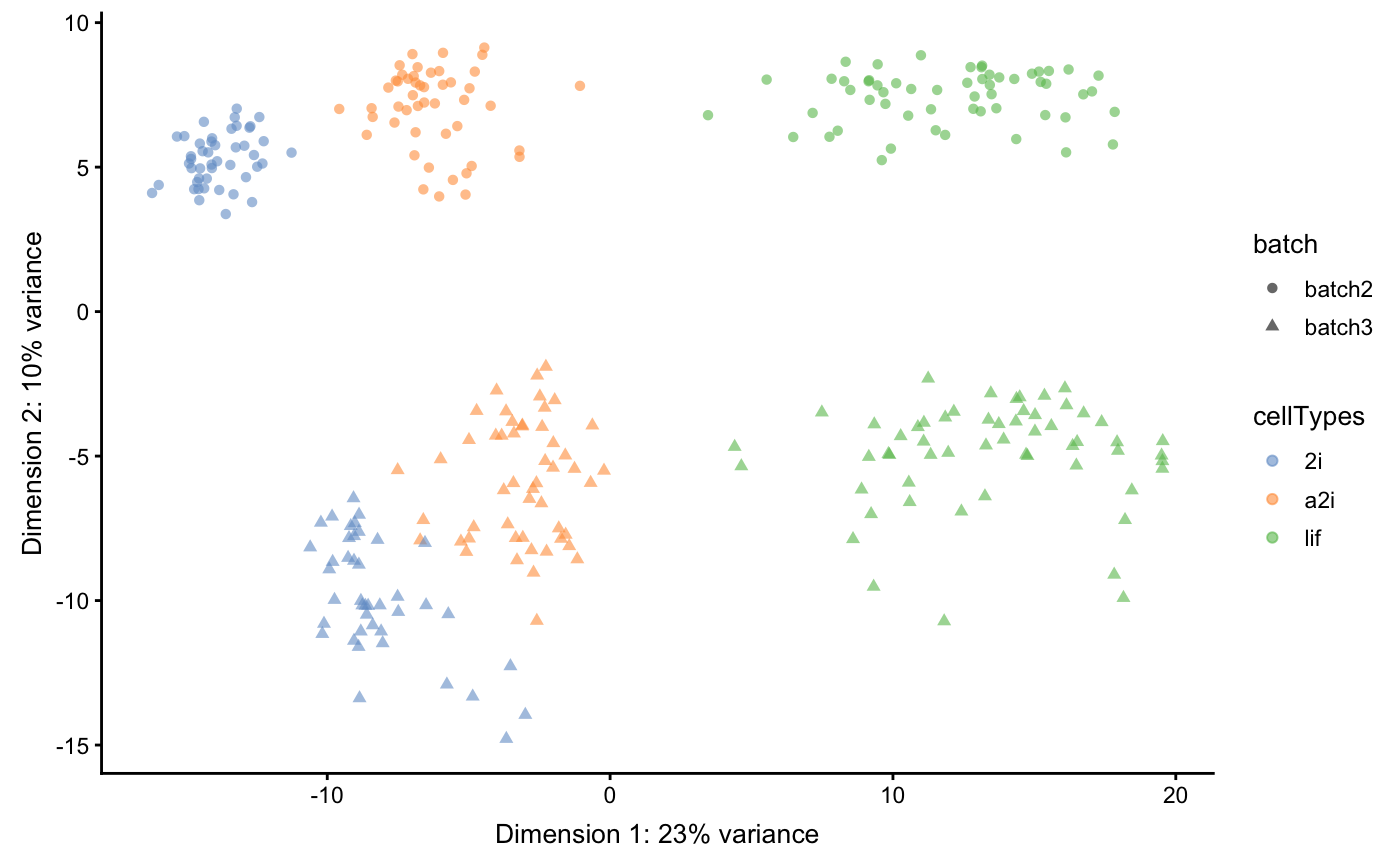 10
5
0
-5
-10
-15
Dimension 2: 10% variance
-10
0
10
20
Dimension 1: 23% variance
batch
batch2
batch3
cellTypes
2i
a2i
lif